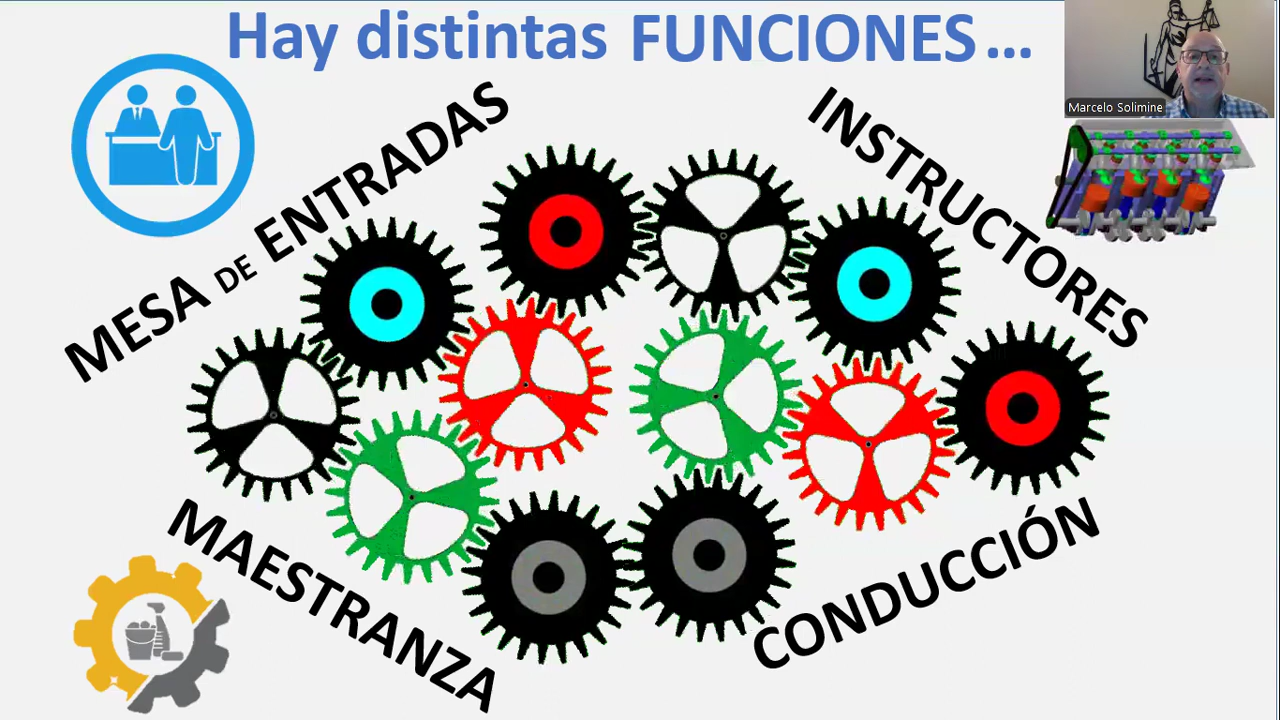 Hay distintas FUNCIONES...
Marcelo Solimine
MESA DE ENTRADAS
INSTRUCTORES
MAESTRANZA
CONDUCCIÓN